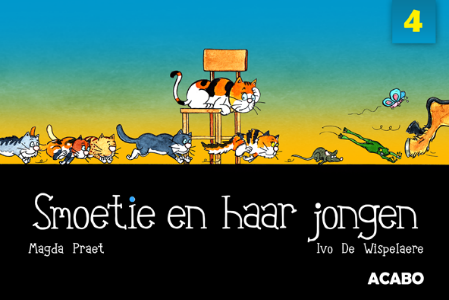 4
Smoetie en haar jongen
Magda Praet Ivo De Wispelaere
ACABO